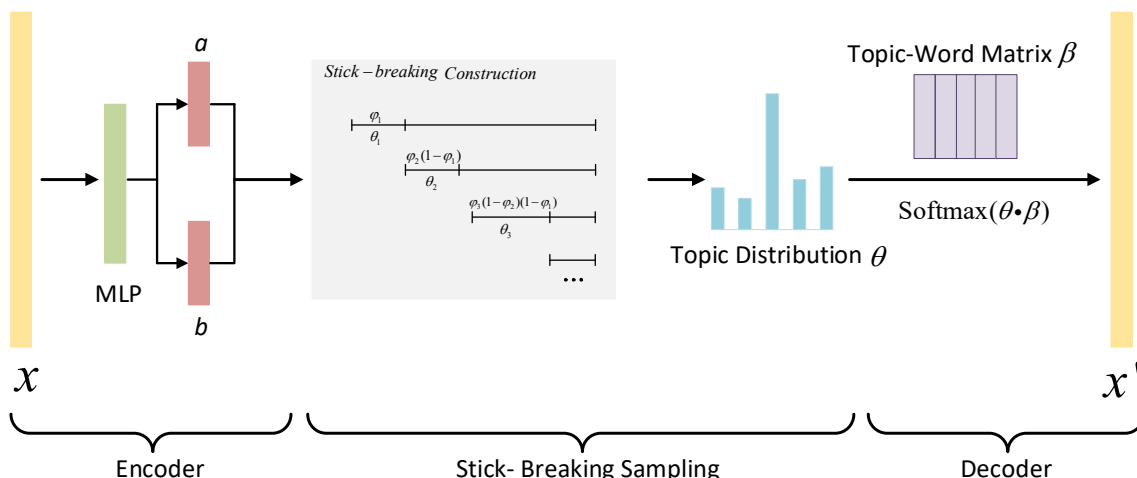 a
MLP
b
x
Stick-breaking Construction
φ₁
θ₁
φ₂(1-φ₁)
θ₂
φ₃(1-φ₂)(1-φ₁)
θ₃
...
Topic Distribution θ
Topic-Word Matrix β
Softmax(θ•β)
x'
Encoder
Stick- Breaking Sampling
Decoder